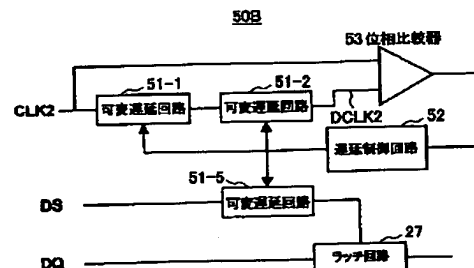 50B
53 位相比較器
51-1
51-2
CLK2
可変遅延回路
可変遅延回路
DCLK2
52
遅延制御回路
51-5
DS
可変遅延回路
27
DQ
ラッチ回路